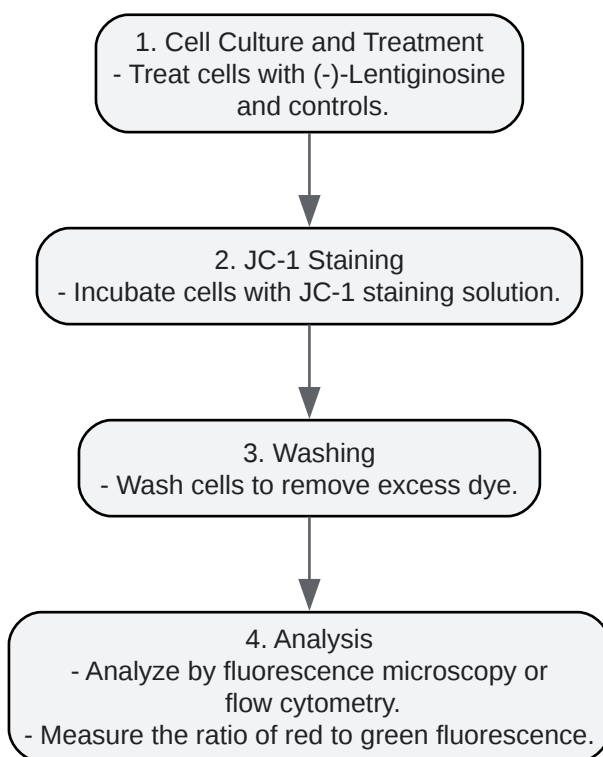 1. Cell Culture and Treatment
- Treat cells with (-)-Lentiginosine
and controls.
2. JC-1 Staining
- Incubate cells with JC-1 staining solution.
3. Washing
- Wash cells to remove excess dye.
4. Analysis
- Analyze by fluorescence microscopy or
flow cytometry.
- Measure the ratio of red to green fluorescence.